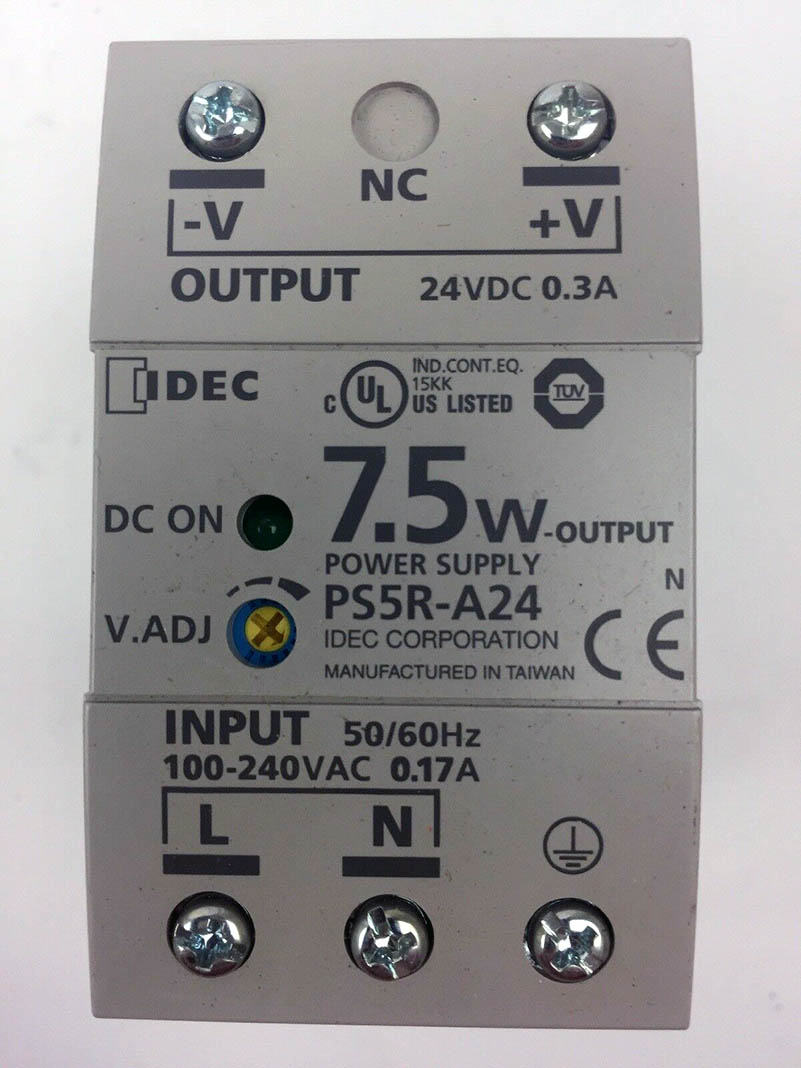 NC
-V +V
OUTPUT 24VDC 0.3A
IDEC
C UL US LISTED
IND.CONT.EQ.
15KK
TÜV
DC ON
7.5W-OUTPUT
POWER SUPPLY
N
V.ADJ
PS5R-A24
IDEC CORPORATION
CE
MANUFACTURED IN TAIWAN
INPUT 50/60Hz
100-240VAC 0.17A
L N